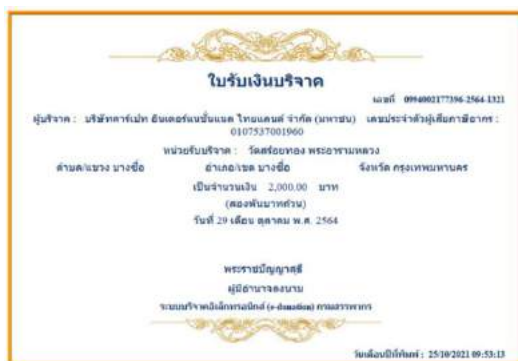 ใบรับเงินบริจาค
เลขที่ 0994002177396-2564-1321
ผู้บริจาค : บริษัทคาร์เปท อินเตอร์แนชั่นแนล ไทยแลนด์ จำกัด (มหาชน) เลขประจำตัวผู้เสียภาษีอากร :
0107537001960
หน่วยรับบริจาค : วัดสร้อยทอง พระอารามหลวง
ตำบล/แขวง บางซื่อ อำเภอ/เขต บางซื่อ จังหวัด กรุงเทพมหานคร
เป็นจำนวนเงิน 2,000.00 บาท
(สองพันบาทถ้วน)
วันที่ 29 เดือน ตุลาคม พ.ศ. 2564
พระราชปัญญาสุธี
ผู้มีอำนาจลงนาม
ระบบบริจาคอิเล็กทรอนิกส์ (e-donation) กรมสรรพากร
วันเดือนปีที่พิมพ์ : 25/10/2021 09:53:13